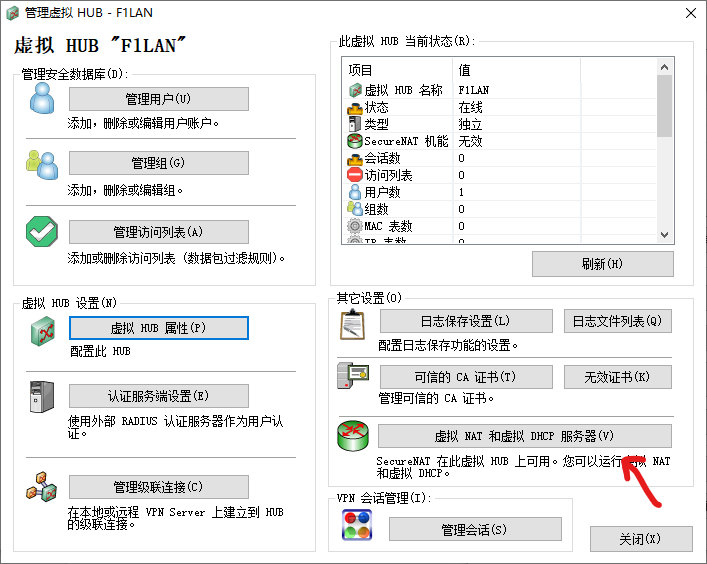 管理虚拟 HUB - F1LAN
虚拟 HUB "F1LAN"
管理安全数据库(D):
管理用户(U)
添加，删除或编辑用户账户。
管理组(G)
添加，删除或编辑组。
管理访问列表(A)
添加或删除访问列表 (数据包过滤规则)。
此虚拟 HUB 当前状态(R):
项目 值
虚拟 HUB 名称 F1LAN
状态 在线
类型 独立
SecureNAT 机能 无效
会话数 0
访问列表 0
用户数 1
组数 0
MAC 表数 0
IP 表数 0
刷新(H)
虚拟 HUB 设置(N)
虚拟 HUB 属性(P)
配置此 HUB
认证服务端设置(E)
使用外部 RADIUS 认证服务器作为用户认
证。
管理级联连接(C)
在本地或远程 VPN Server 上建立到 HUB
的级联连接。
其它设置(O)
日志保存设置(L)
日志文件列表(Q)
配置日志保存功能的设置。
可信的 CA 证书(T)
无效证书(K)
管理可信的 CA 证书。
虚拟 NAT 和虚拟 DHCP 服务器(V)
SecureNAT 在此虚拟 HUB 上可用。您可以运行虚拟 NAT
和虚拟 DHCP。
VPN 会话管理(I):
管理会话(S)
关闭(X)